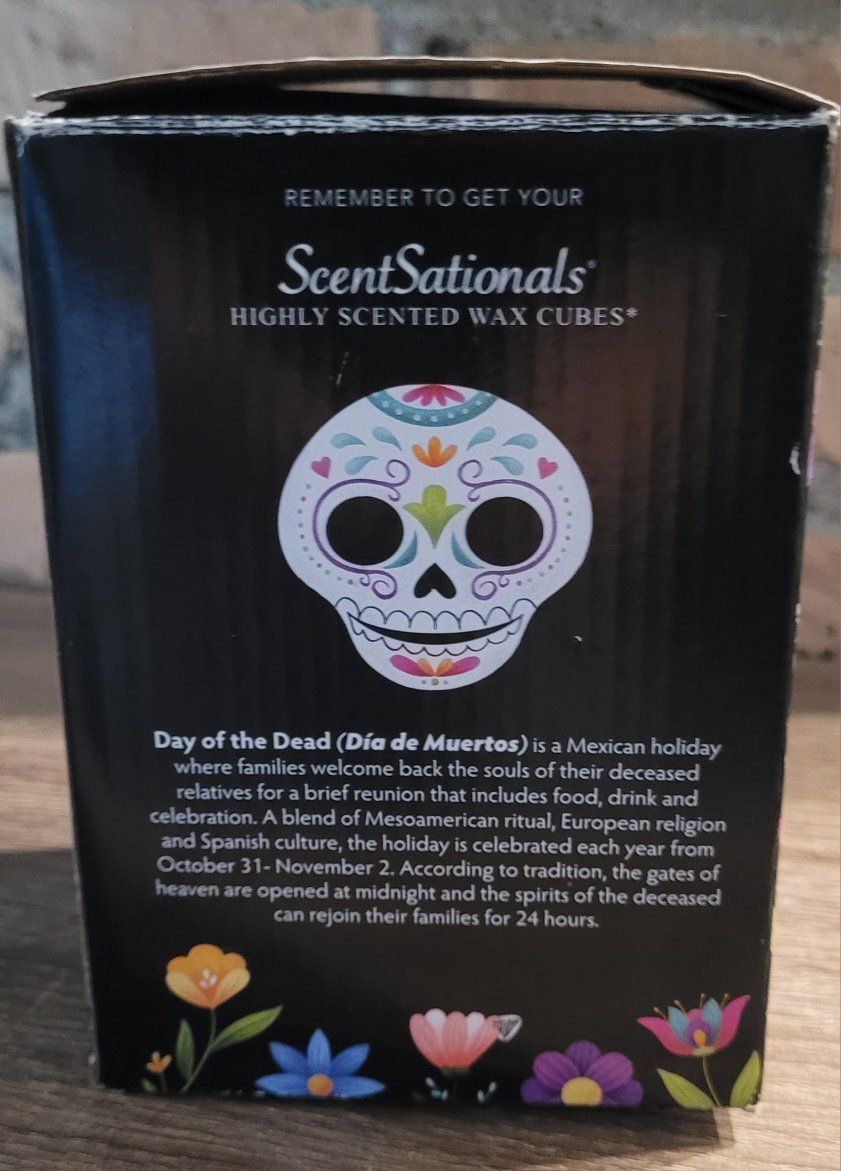 REMEMBER TO GET YOUR
ScentSationals®
HIGHLY SCENTED WAX CUBES*
Day of the Dead (Día de Muertos) is a Mexican holiday
where families welcome back the souls of their deceased
relatives for a brief reunion that includes food, drink and
celebration. A blend of Mesoamerican ritual, European religion
and Spanish culture, the holiday is celebrated each year from
October 31- November 2. According to tradition, the gates of
heaven are opened at midnight and the spirits of the deceased
can rejoin their families for 24 hours.